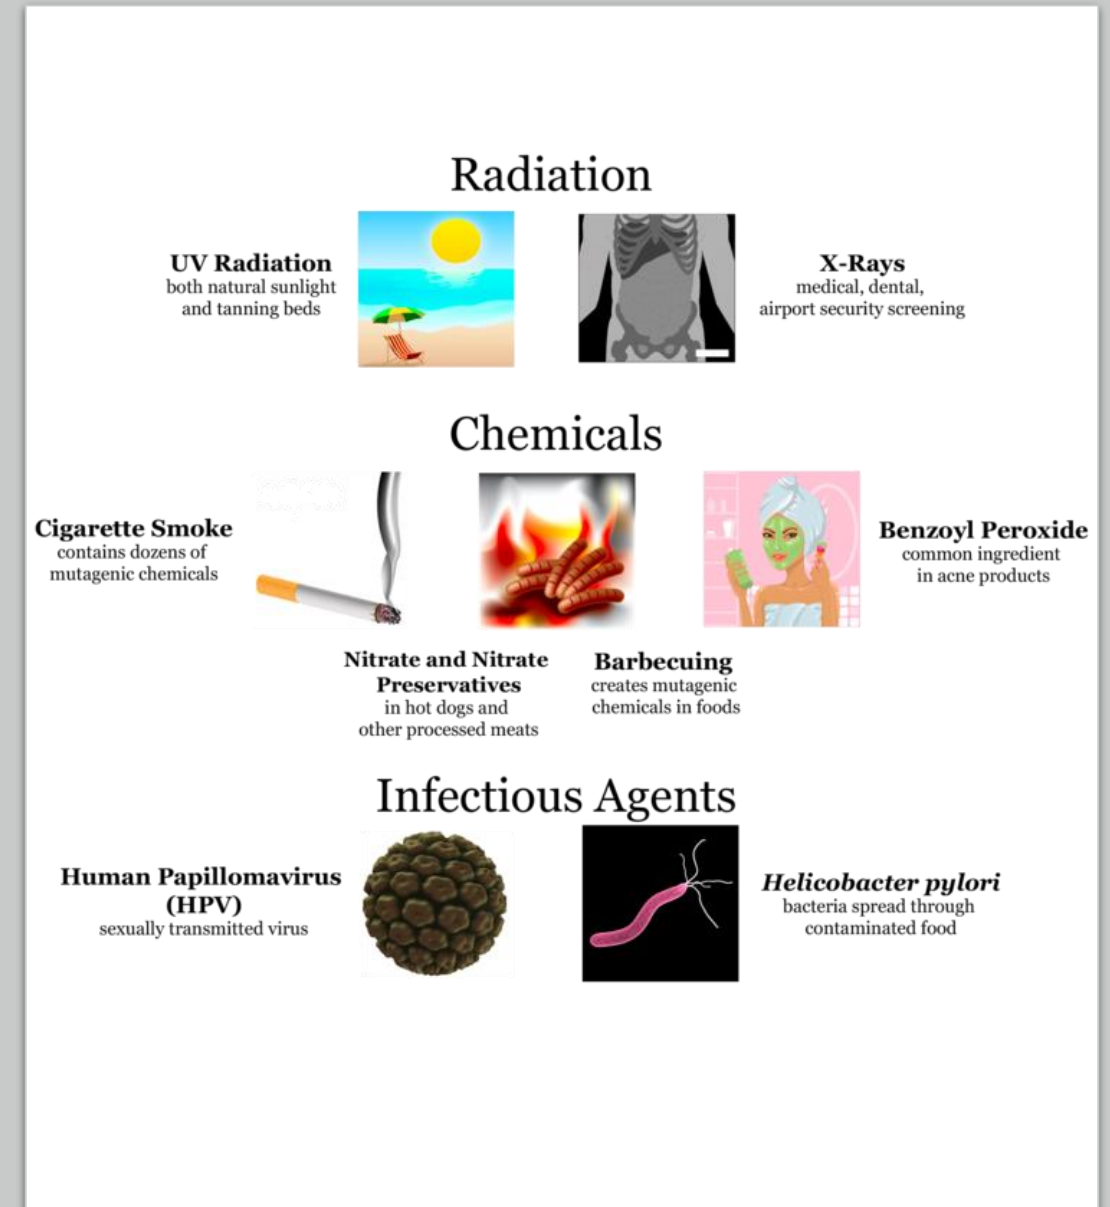 Radiation
UV Radiation
both natural sunlight
and tanning beds
X-Rays
medical, dental,
airport security screening
Chemicals
Cigarette Smoke
contains dozens of
mutagenic chemicals
Benzoyl Peroxide
common ingredient
in acne products
Nitrate and Nitrate
Preservatives
in hot dogs and
other processed meats
Barbecuing
creates mutagenic
chemicals in foods
Infectious Agents
Human Papillomavirus
(HPV)
sexually transmitted virus
Helicobacter pylori
bacteria spread through
contaminated food